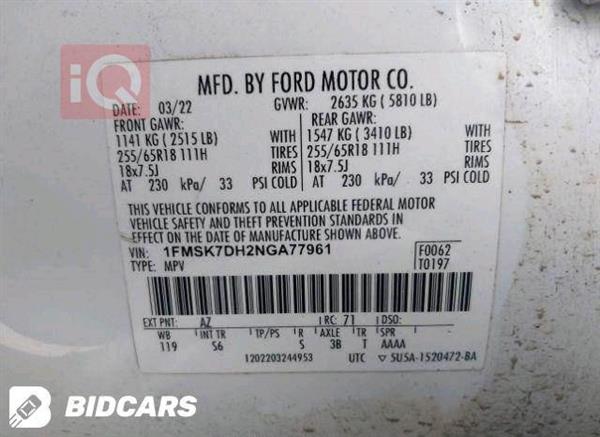 iQ
MFD. BY FORD MOTOR CO.
DATE: 03/22 GVWR: 2635 KG ( 5810 LB)
FRONT GAWR: REAR GAWR:
1141 KG ( 2515 LB) WITH 1547 KG ( 3410 LB) WITH
255/65R18 111H TIRES 255/65R18 111H TIRES
18x7.5J RIMS 18x7.5J RIMS
AT 230 kPa/ 33 PSI COLD AT 230 kPa/ 33 PSI COLD
THIS VEHICLE CONFORMS TO ALL APPLICABLE FEDERAL MOTOR
VEHICLE SAFETY AND THEFT PREVENTION STANDARDS IN
EFFECT ON THE DATE OF MANUFACTURE SHOWN ABOVE.
VIN: 1FMSK7DH2NGA77961 F0062
TYPE: MPV T0197
EXT PNT: AZ RC: 71 DSO:
WB INT TR TP/PS R AXLE TR SPR
119 S6 S 3B T AAAA
1202203244953 UTC ▽ 5USA-1520472-BA
BIDCARS